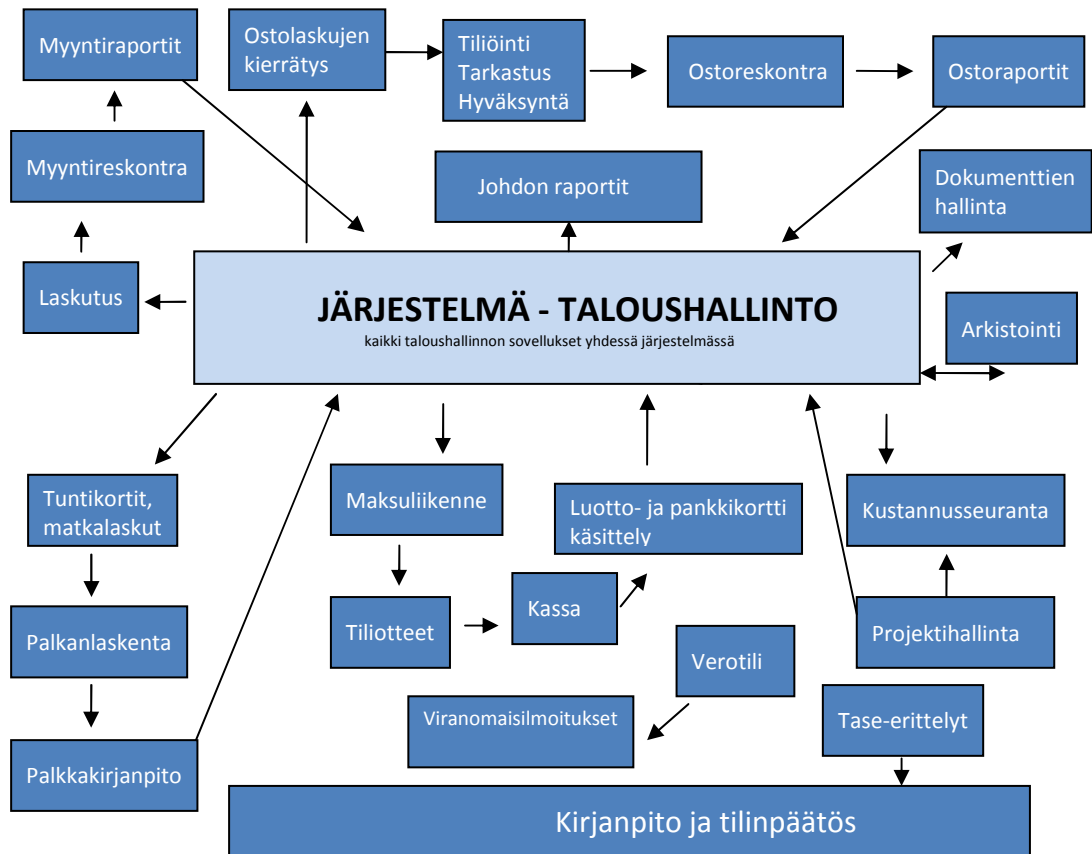 Myyntiraportit
Ostolaskujen
kierrätys
Tiliöinti
Tarkastus
Hyväksyntä
Ostoreskontra
Ostoraportit
Myyntireskontra
Johdon raportit
Dokumenttien
hallinta
Laskutus
JÄRJESTELMÄ - TALOUSHALLINTO
kaikki taloushallinnon sovellukset yhdessä järjestelmässä
Arkistointi
Tuntikortit,
matkalaskut
Maksuliikenne
Luotto- ja pankkikortti
käsittely
Kustannusseuranta
Palkanlaskenta
Tiliotteet
Kassa
Projektihallinta
Verotili
Viranomaisilmoitukset
Tase-erittelyt
Palkkakirjanpito
Kirjanpito ja tilinpäätös